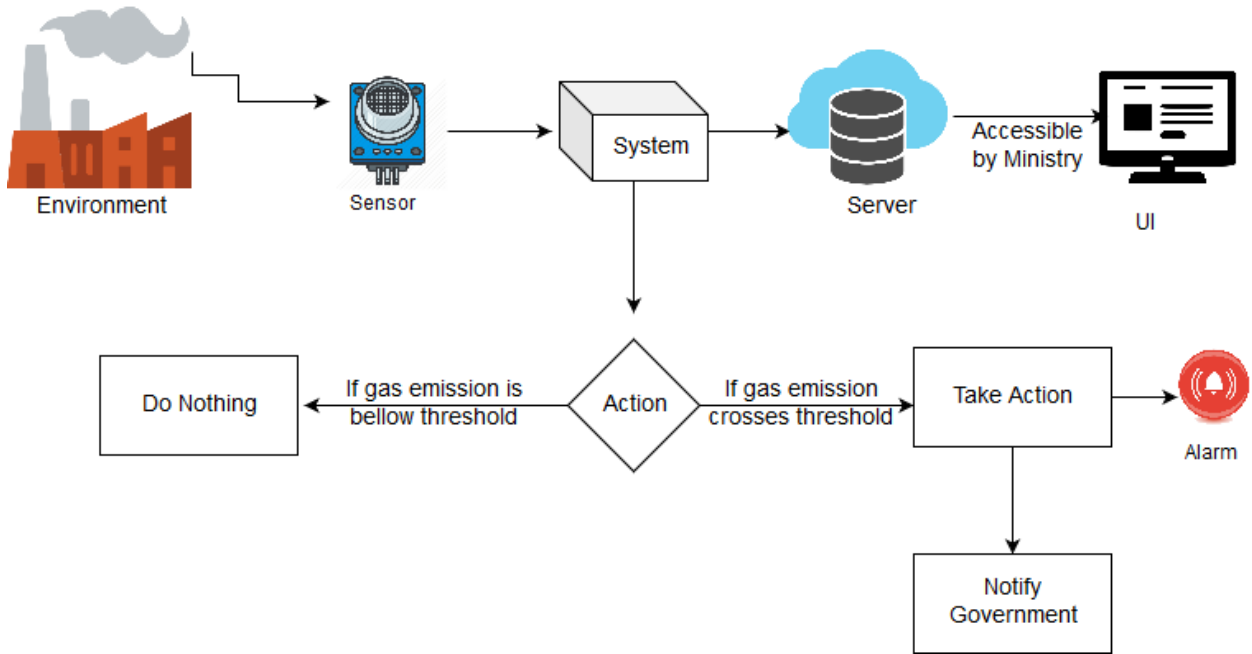 Environment
Sensor
System
Server
Accessible
by Ministry
UI
Do Nothing
If gas emission is
bellow threshold
Action
If gas emission
crosses threshold
Take Action
Alarm
Notify
Government